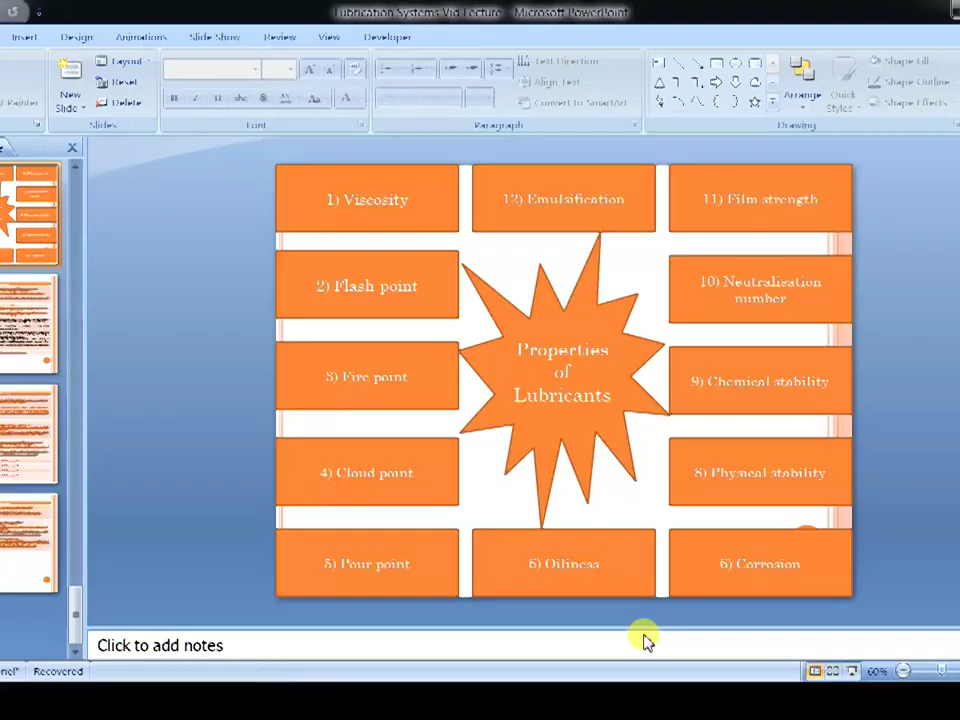 Lubrication Systems Vid Lecture - Microsoft PowerPoint
Insert Design Animations Slide Show Review View Developer
Layout
Reset
Delete
New
Slide
Painter
Slides
Font
Text Direction
Align Text
Convert to SmartArt
Paragraph
Arrange
Quick
Styles
Shape Fill
Shape Outline
Shape Effects
Drawing
1) Viscosity
12) Emulsification
11) Film strength
2) Flash point
10) Neutralisation
number
Properties
of
Lubricants
3) Fire point
9) Chemical stability
4) Cloud point
8) Physical stability
5) Pour point
6) Oiliness
6) Corrosion
Click to add notes
Recovered
60%